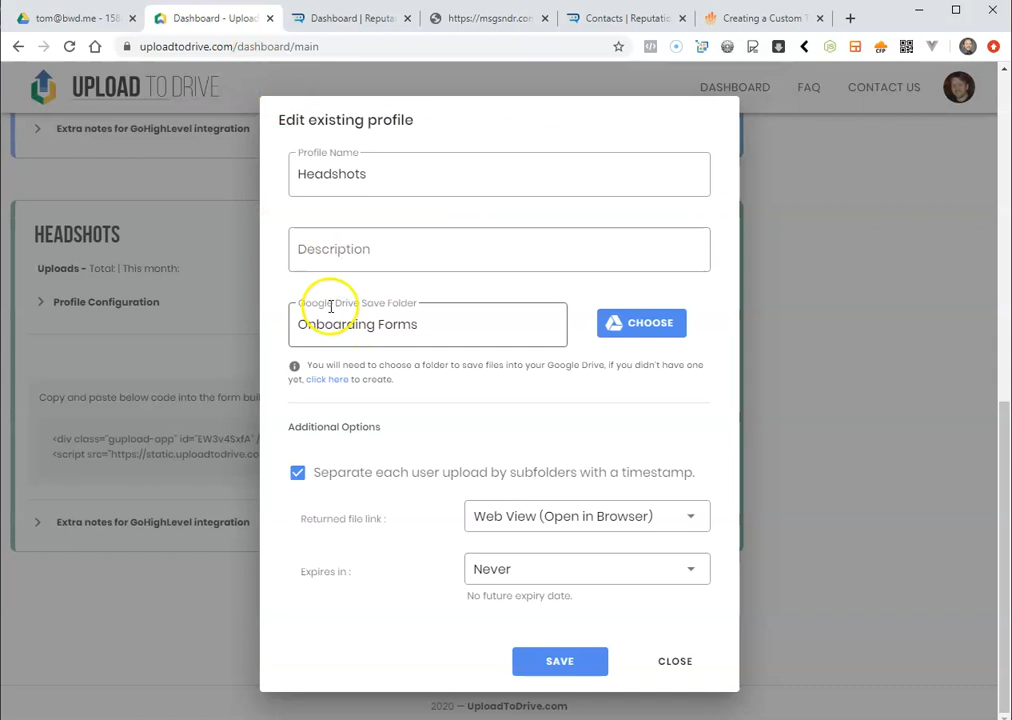 tom@bwd.me - 158
Dashboard - Upload
Dashboard | Reputa
https://msgsndr.com
Contacts | Reputatio
Creating a Custom T
uploadtodrive.com/dashboard/main
UPLOAD TO DRIVE
DASHBOARD
FAQ
CONTACT US
Extra notes for GoHighLevel integration
HEADSHOTS
Uploads - Total: | This month:
Profile Configuration
Copy and paste below code into the form bui
<div class="gupload-app" id="EW3v4SxfA" /
<script src="https://static.uploadtodrive.co
Extra notes for GoHighLevel integration
Edit existing profile
Profile Name
Headshots
Description
Google Drive Save Folder
Onboarding Forms
CHOOSE
You will need to choose a folder to save files into your Google Drive, if you didn't have one
yet, click here to create.
Additional Options
Separate each user upload by subfolders with a timestamp.
Returned file link :
Web View (Open in Browser)
Expires in :
Never
No future expiry date.
SAVE
CLOSE
2020 — UploadToDrive.com